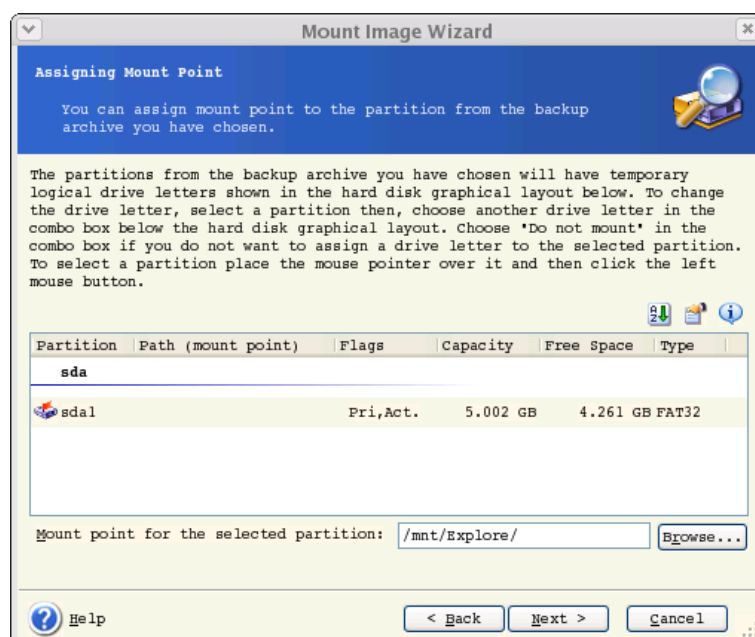 Mount Image Wizard
Assigning Mount Point
You can assign mount point to the partition from the backup
archive you have chosen.
The partitions from the backup archive you have chosen will have temporary
logical drive letters shown in the hard disk graphical layout below. To change
the drive letter, select a partition then, choose another drive letter in the
combo box below the hard disk graphical layout. Choose 'Do not mount' in the
combo box if you do not want to assign a drive letter to the selected partition.
To select a partition place the mouse pointer over it and then click the left
mouse button.
Partition Path (mount point) Flags Capacity Free Space Type
sda
sda1 Pri,Act. 5.002 GB 4.261 GB FAT32
Mount point for the selected partition: /mnt/Explore/ Browse...
Help < Back Next > Cancel